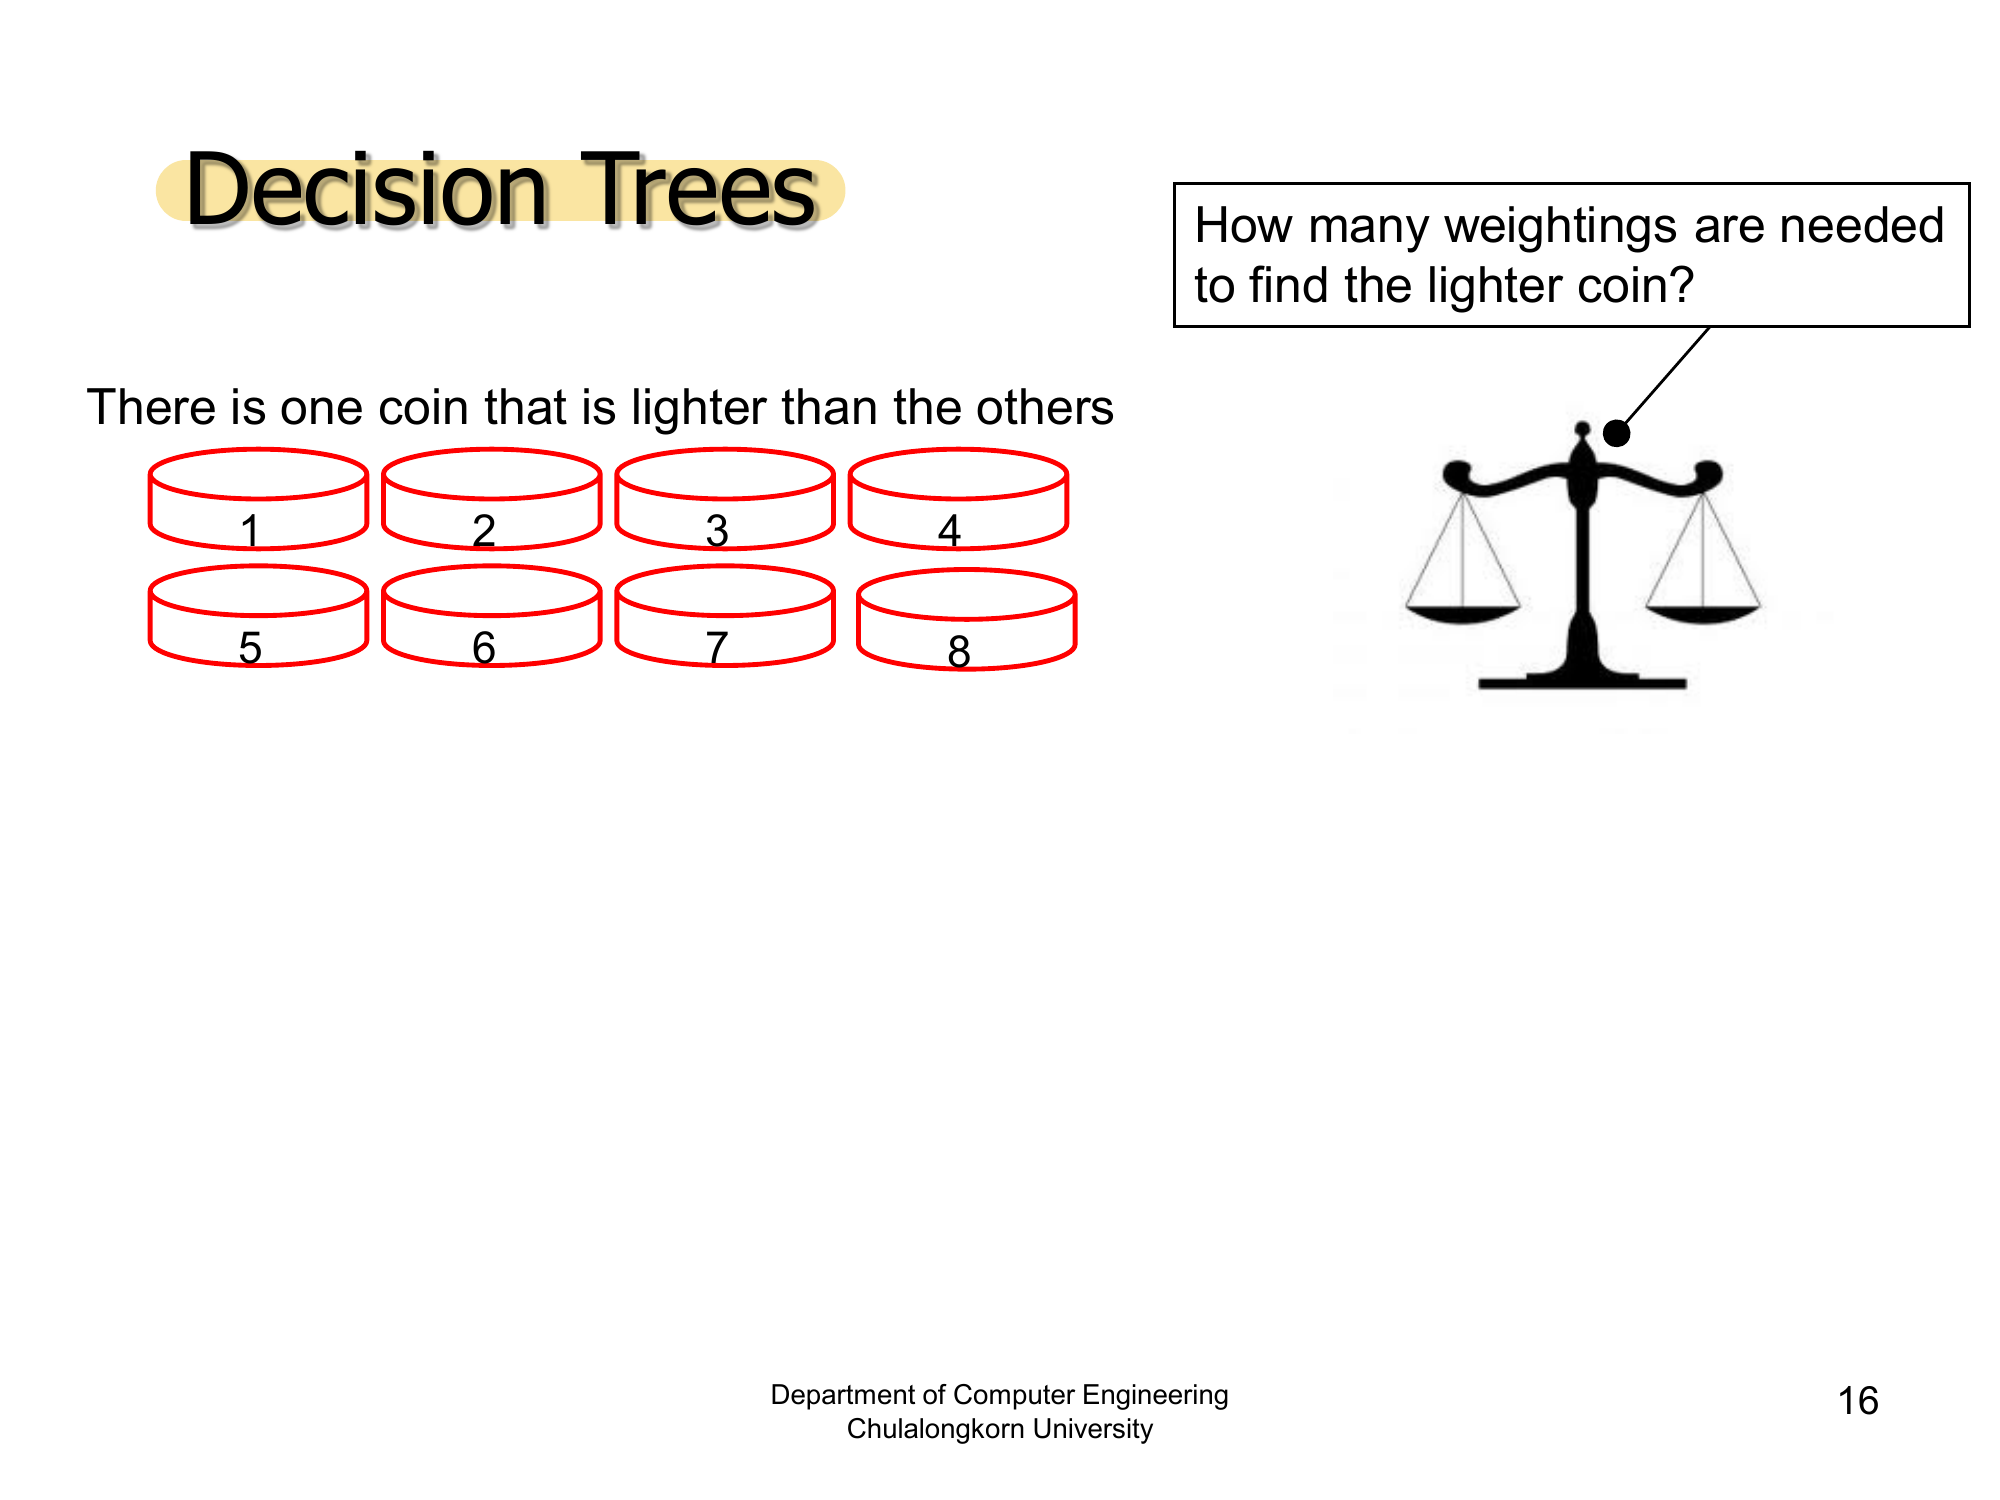 Decision Trees
How many weightings are needed
to find the lighter coin?
There is one coin that is lighter than the others
1 2 3 4
5 6 7 8
Department of Computer Engineering
Chulalongkorn University
16